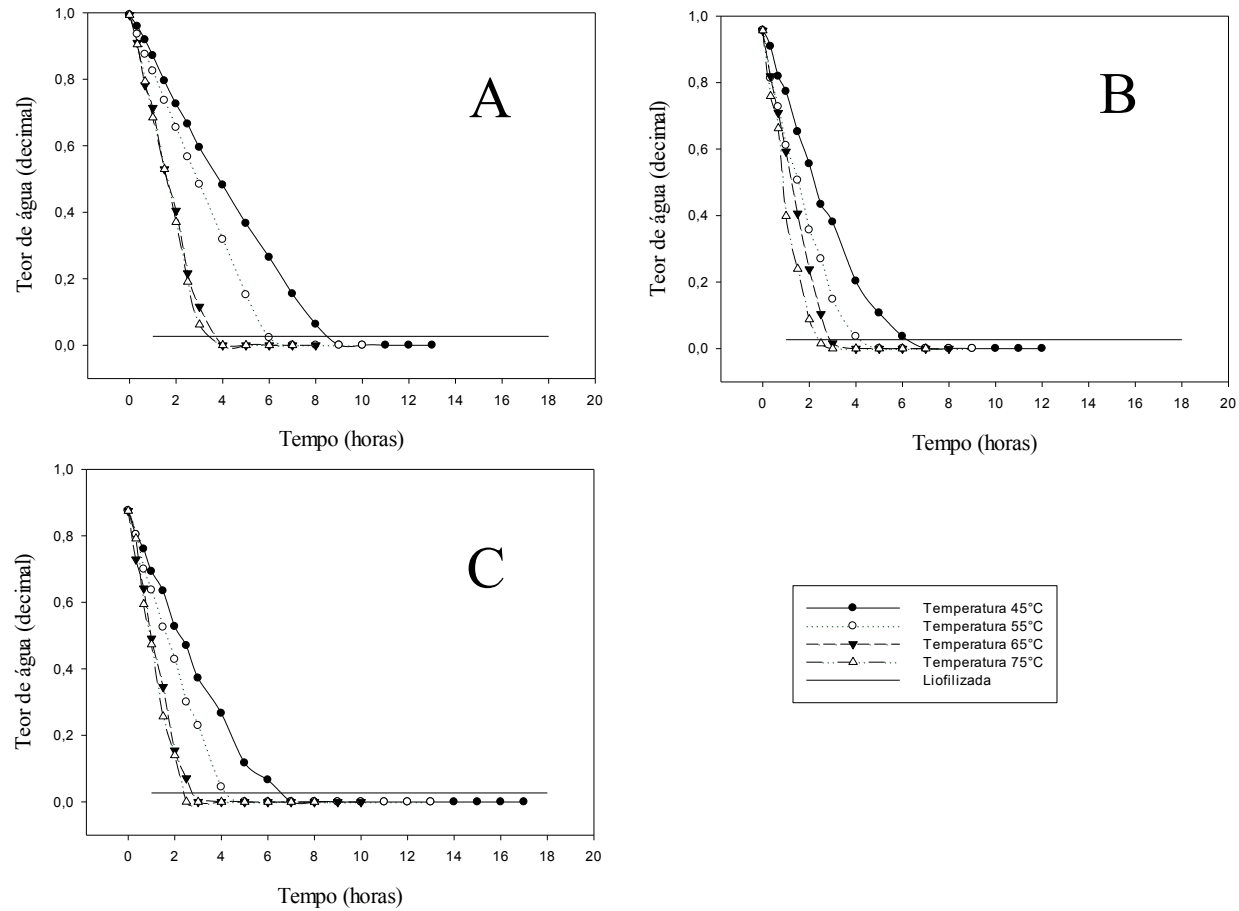 A
1,0
0,8
0,6
0,4
0,2
0,0
Teor de água (decimal)
0 2 4 6 8 10 12 14 16 18 20
Tempo (horas)
B
1,0
0,8
0,6
0,4
0,2
0,0
Teor de água (decimal)
0 2 4 6 8 10 12 14 16 18 20
Tempo (horas)
C
1,0
0,8
0,6
0,4
0,2
0,0
Teor de água (decimal)
0 2 4 6 8 10 12 14 16 18 20
Tempo (horas)
Temperatura 45°C
Temperatura 55°C
Temperatura 65°C
Temperatura 75°C
Liofilizada